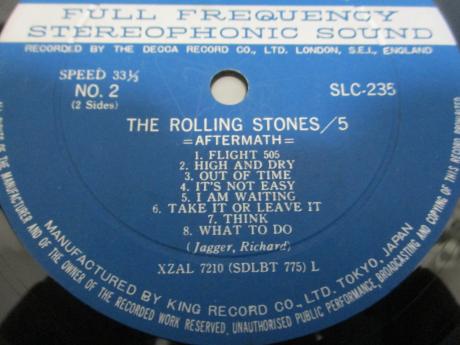 FULL FREQUENCY
STEREOPHONIC SOUND
BY THE DECCA RECORD CO., LTD. LONDON, S.E.I., ENGLAND
SPEED 33⅓
NO. 2
(2 Sides)
SLC-235
THE ROLLING STONES/5
=AFTERMATH=
1. FLIGHT 505
2. HIGH AND DRY
3. OUT OF TIME
4. IT'S NOT EASY
5. I AM WAITING
6. TAKE IT OR LEAVE IT
7. THINK
8. WHAT TO DO
(Jagger, Richard)
XZAL 7210 (SDLBT 775) L
MANUFACTURED BY KING RECORD CO., LTD. TOKYO, JAPAN
OF THE MANUFACTURER AND OF THE OWNER OF THE RECORDED WORK RESERVED. UNAUTHORISED PUBLIC PERFORMANCE, BROADCASTING AND COPYING OF THIS RECORD PROHIBITED